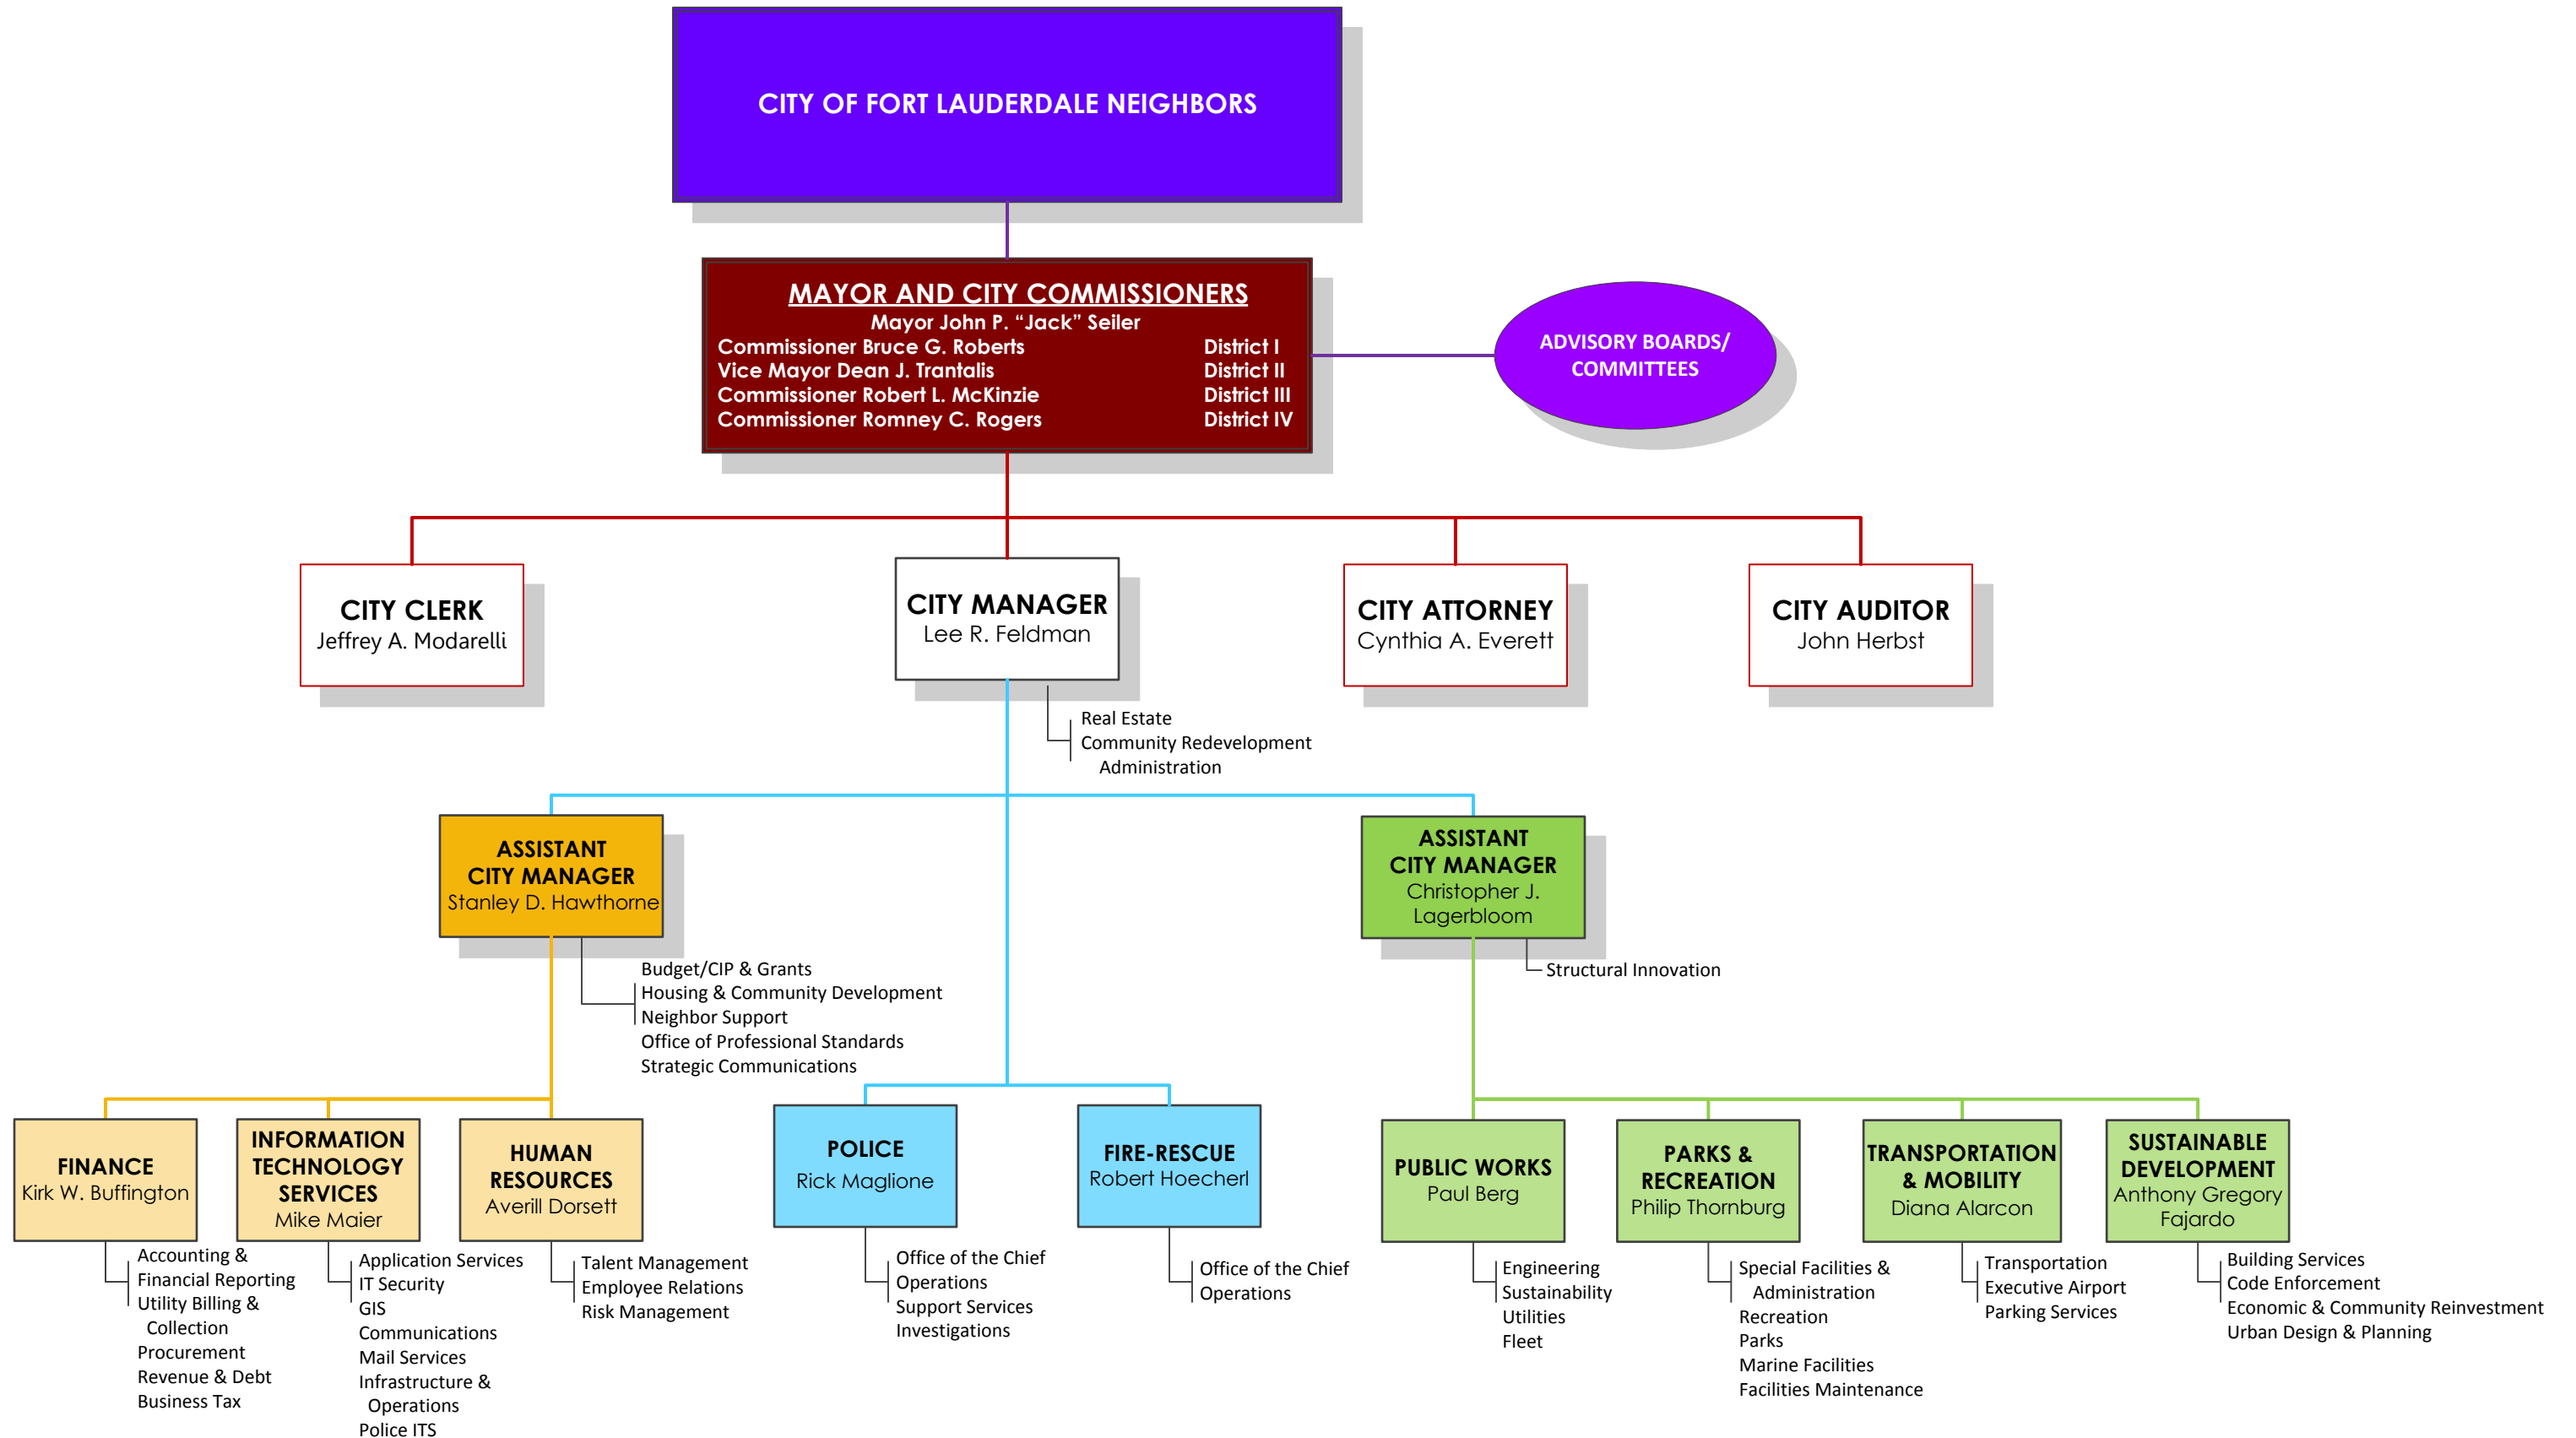 CITY OF FORT LAUDERDALE NEIGHBORS
MAYOR AND CITY COMMISSIONERS
Mayor John P. “Jack” Seiler
Commissioner Bruce G. Roberts District I
Vice Mayor Dean J. Trantalis District II
Commissioner Robert L. McKinzie District III
Commissioner Romney C. Rogers District IV
ADVISORY BOARDS/
COMMITTEES
CITY CLERK
Jeffrey A. Modarelli
CITY MANAGER
Lee R. Feldman
CITY ATTORNEY
Cynthia A. Everett
CITY AUDITOR
John Herbst
Real Estate
Community Redevelopment
Administration
ASSISTANT
CITY MANAGER
Stanley D. Hawthorne
Budget/CIP & Grants
Housing & Community Development
Neighbor Support
Office of Professional Standards
Strategic Communications
ASSISTANT
CITY MANAGER
Christopher J.
Lagerbloom
Structural Innovation
FINANCE
Kirk W. Buffington
Accounting &
Financial Reporting
Utility Billing &
Collection
Procurement
Revenue & Debt
Business Tax
INFORMATION
TECHNOLOGY
SERVICES
Mike Maier
Application Services
IT Security
GIS
Communications
Mail Services
Infrastructure &
Operations
Police ITS
HUMAN
RESOURCES
Averill Dorsett
Talent Management
Employee Relations
Risk Management
POLICE
Rick Maglione
Office of the Chief
Operations
Support Services
Investigations
FIRE-RESCUE
Robert Hoecherl
Office of the Chief
Operations
PUBLIC WORKS
Paul Berg
Engineering
Sustainability
Utilities
Fleet
PARKS &
RECREATION
Philip Thornburg
Special Facilities &
Administration
Recreation
Parks
Marine Facilities
Facilities Maintenance
TRANSPORTATION
& MOBILITY
Diana Alarcon
Transportation
Executive Airport
Parking Services
SUSTAINABLE
DEVELOPMENT
Anthony Gregory
Fajardo
Building Services
Code Enforcement
Economic & Community Reinvestment
Urban Design & Planning